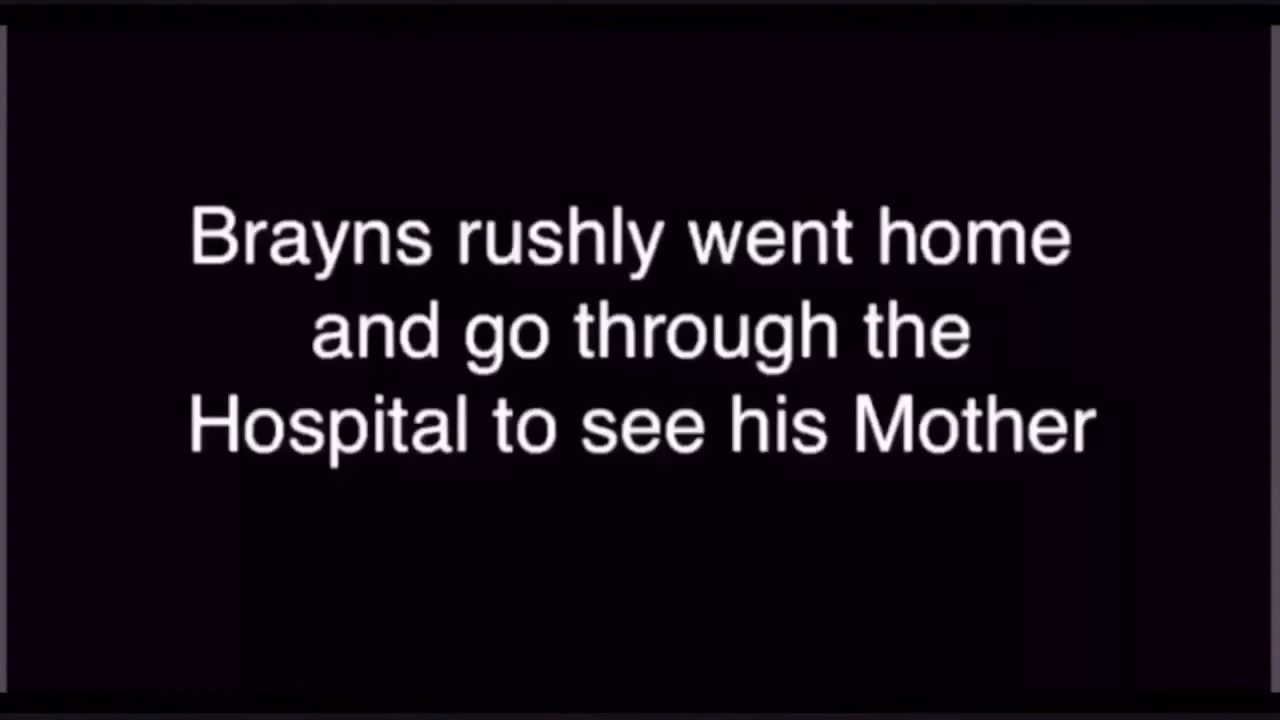 Brayns rushly went home
and go through the
Hospital to see his Mother